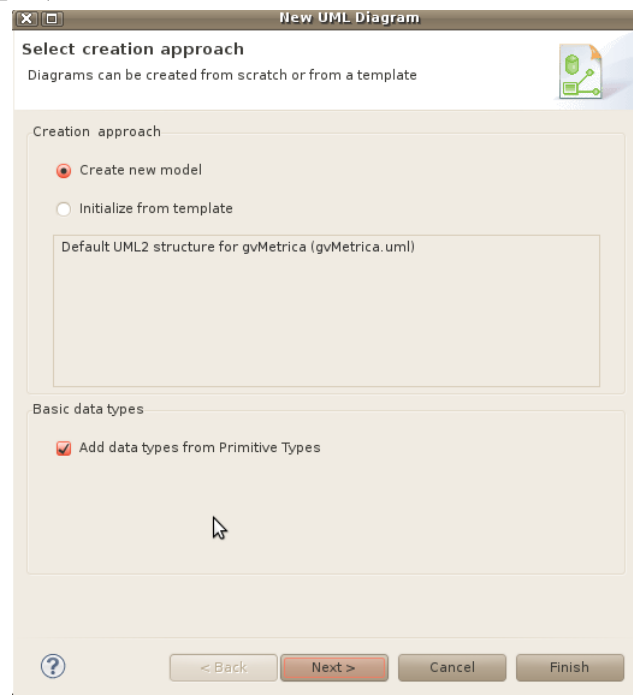 New UML Diagram
Select creation approach
Diagrams can be created from scratch or from a template
Creation approach
Create new model
Initialize from template
Default UML2 structure for gvMetrica (gvMetrica.uml)
Basic data types
Add data types from Primitive Types
? < Back Next > Cancel Finish